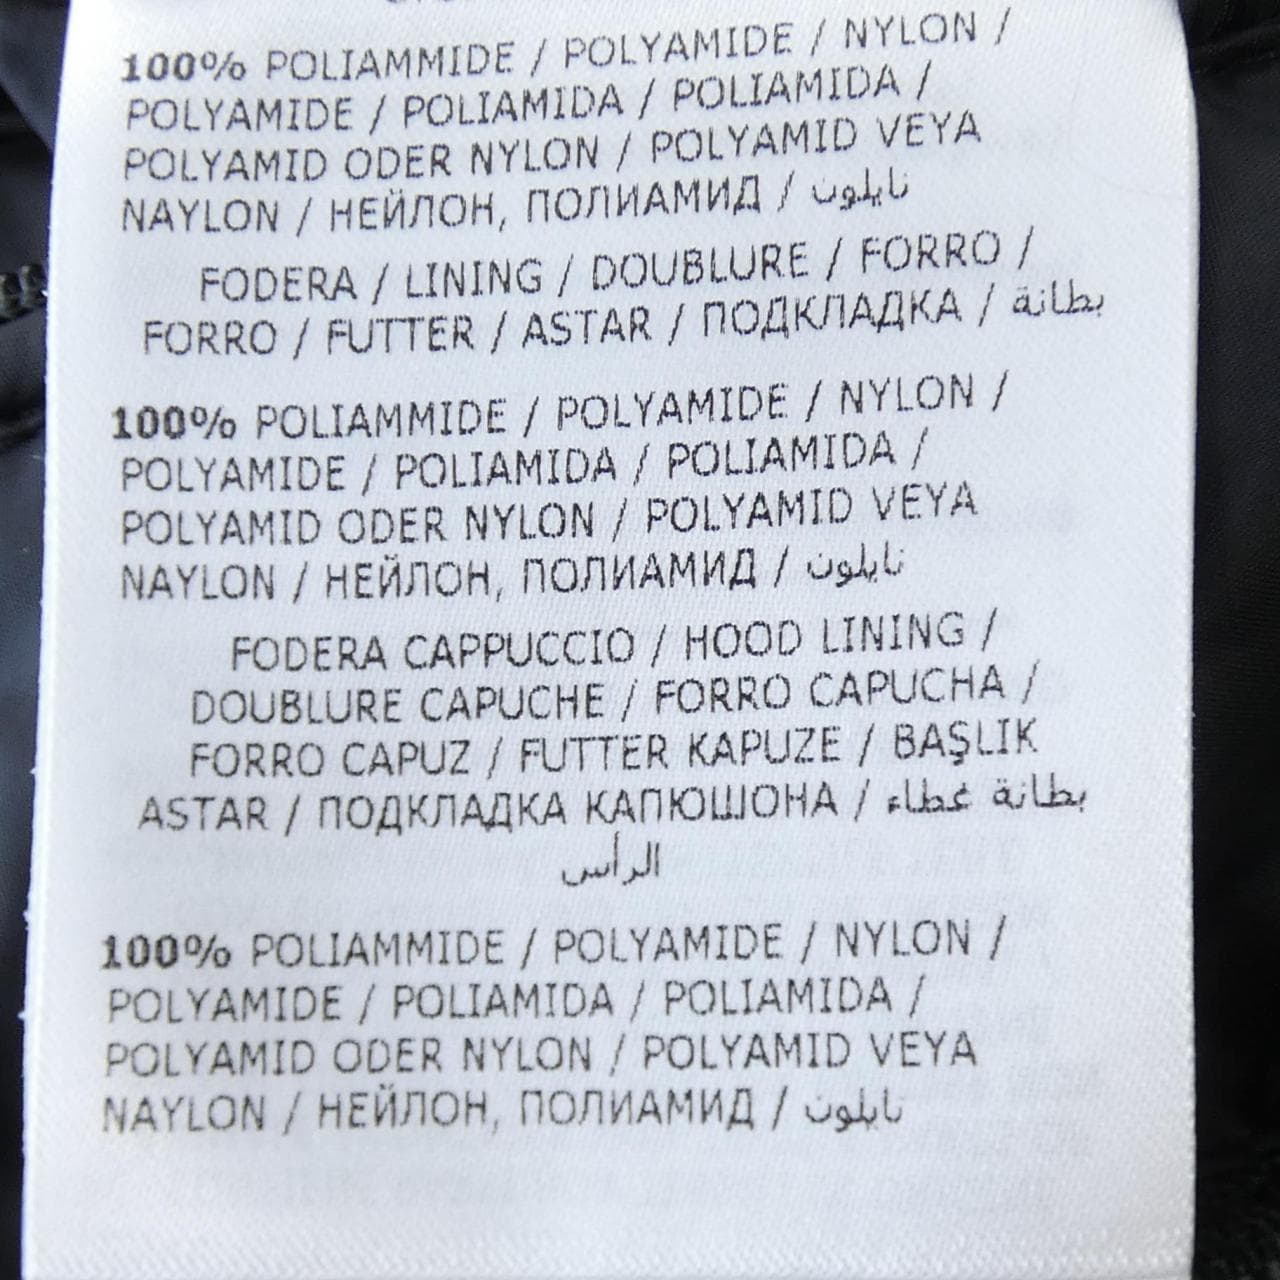 100% POLIAMMIDE / POLYAMIDE / NYLON /
POLYAMIDE / POLIAMIDA / POLIAMIDA /
POLYAMID ODER NYLON / POLYAMID VEYA
NAYLON / НЕЙЛОН, ПОЛИАМИД / نايلون
FODERA / LINING / DOUBLURE / FORRO /
FORRO / FUTTER / ASTAR / ПОДКЛАДКА / بطانة
100% POLIAMMIDE / POLYAMIDE / NYLON /
POLYAMIDE / POLIAMIDA / POLIAMIDA /
POLYAMID ODER NYLON / POLYAMID VEYA
NAYLON / НЕЙЛОН, ПОЛИАМИД / نايلون
FODERA CAPPUCCIO / HOOD LINING /
DOUBLURE CAPUCHE / FORRO CAPUCHA /
FORRO CAPUZ / FUTTER KAPUZE / BAŞLIK
ASTAR / ПОДКЛАДКА КАПЮШОНА / بطانة غطاء
الرأس
100% POLIAMMIDE / POLYAMIDE / NYLON /
POLYAMIDE / POLIAMIDA / POLIAMIDA /
POLYAMID ODER NYLON / POLYAMID VEYA
NAYLON / НЕЙЛОН, ПОЛИАМИД / نايلون